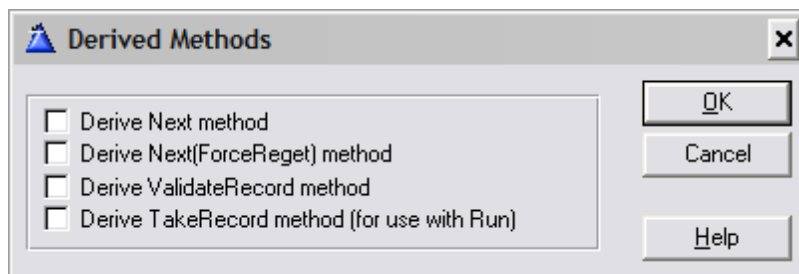 Derived Methods
Derive Next method
Derive Next(ForceReget) method
Derive ValidateRecord method
Derive TakeRecord method (for use with Run)
OK
Cancel
Help